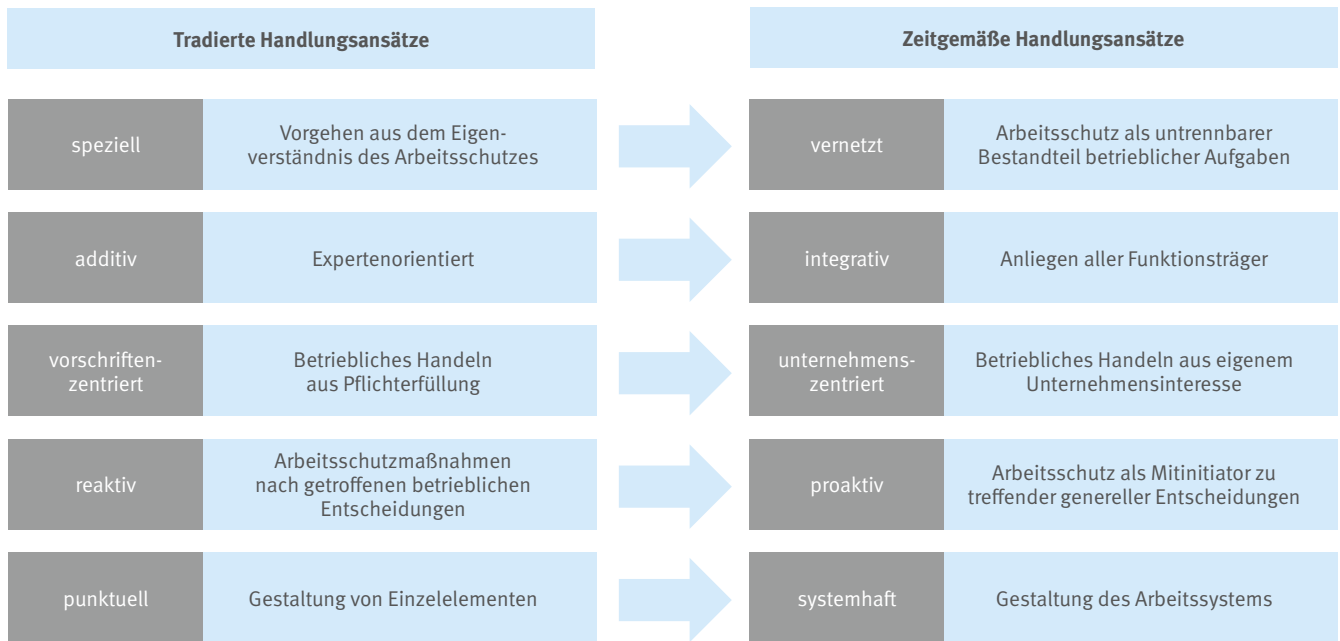 Tradierte Handlungsansätze
Zeitgemäße Handlungsansätze
speziell
Vorgehen aus dem Eigen-
verständnis des Arbeitsschutzes
vernetzt
Arbeitsschutz als untrennbarer
Bestandteil betrieblicher Aufgaben
additiv
Expertenorientiert
integrativ
Anliegen aller Funktionsträger
vorschriften-
zentriert
Betriebliches Handeln
aus Pflichterfüllung
unternehmens-
zentriert
Betriebliches Handeln aus eigenem
Unternehmensinteresse
reaktiv
Arbeitsschutzmaßnahmen
nach getroffenen betrieblichen
Entscheidungen
proaktiv
Arbeitsschutz als Mitinitiator zu
treffender genereller Entscheidungen
punktuell
Gestaltung von Einzelelementen
systemhaft
Gestaltung des Arbeitssystems